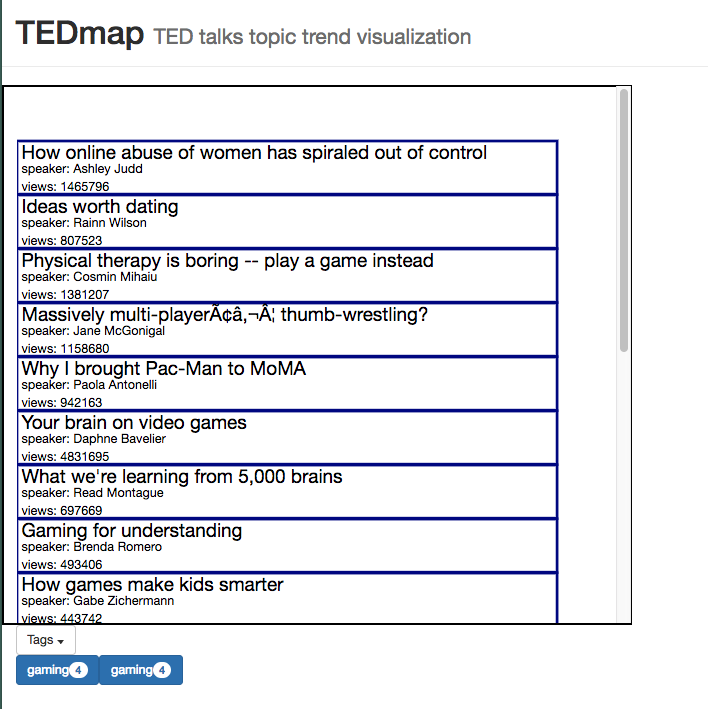 TEDmap TED talks topic trend visualization
How online abuse of women has spiraled out of control
speaker: Ashley Judd
views: 1465796
Ideas worth dating
speaker: Rainn Wilson
views: 807523
Physical therapy is boring -- play a game instead
speaker: Cosmin Mihaiu
views: 1381207
Massively multi-playerÃ¢â‚¬Â¦ thumb-wrestling?
speaker: Jane McGonigal
views: 1158680
Why I brought Pac-Man to MoMA
speaker: Paola Antonelli
views: 942163
Your brain on video games
speaker: Daphne Bavelier
views: 4831695
What we're learning from 5,000 brains
speaker: Read Montague
views: 697669
Gaming for understanding
speaker: Brenda Romero
views: 493406
How games make kids smarter
speaker: Gabe Zichermann
views: 443742
Tags
gaming 4 gaming 4